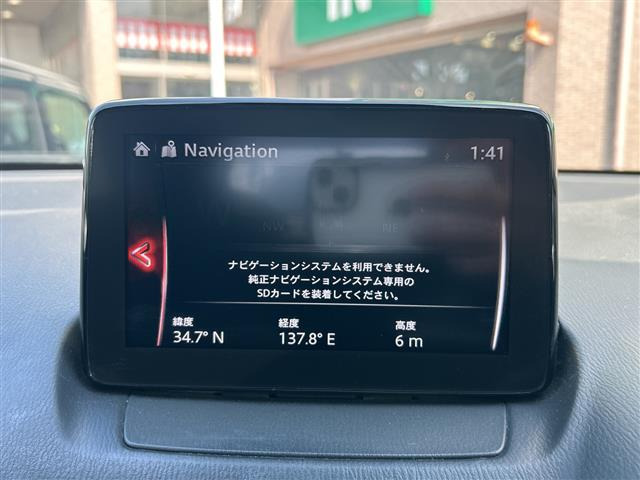 IN
Navigation 1:41
NW NE
ナビゲーションシステムを利用できません。
純正ナビゲーションシステム専用の
SDカードを装着してください。
緯度 経度 高度
34.7° N 137.8° E 6 m